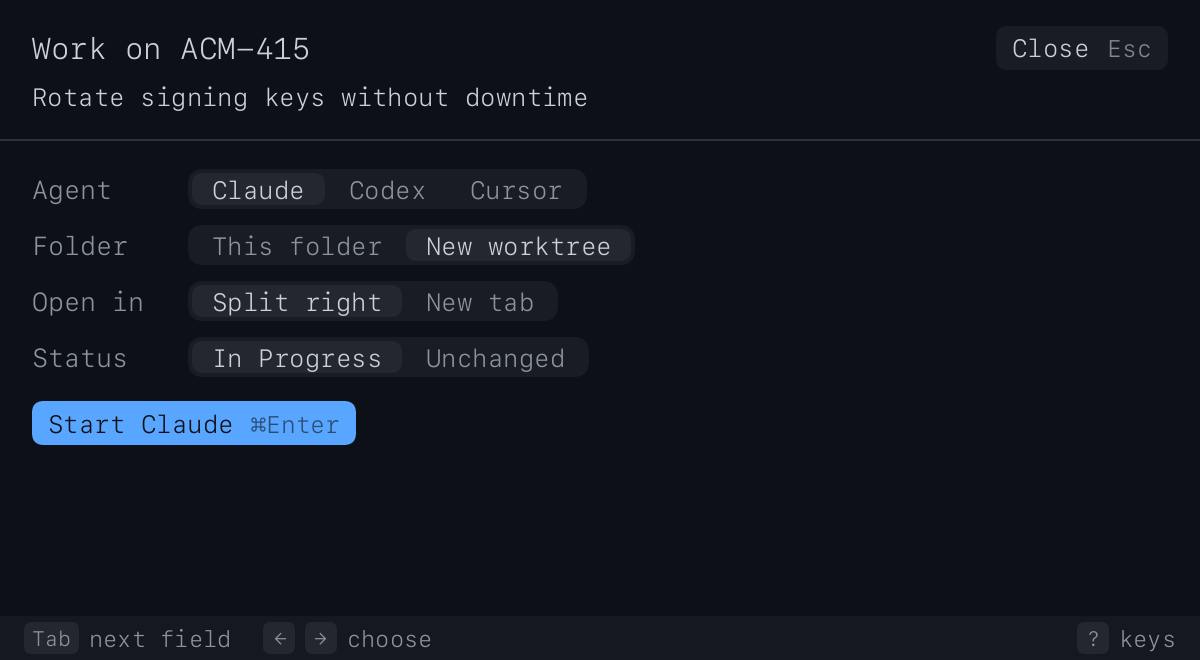 Work on ACM–415
Close Esc
Rotate signing keys without downtime
Agent Claude Codex Cursor
Folder This folder New worktree
Open in Split right New tab
Status In Progress Unchanged
Start Claude ⌘Enter
Tab next field ← → choose ? keys